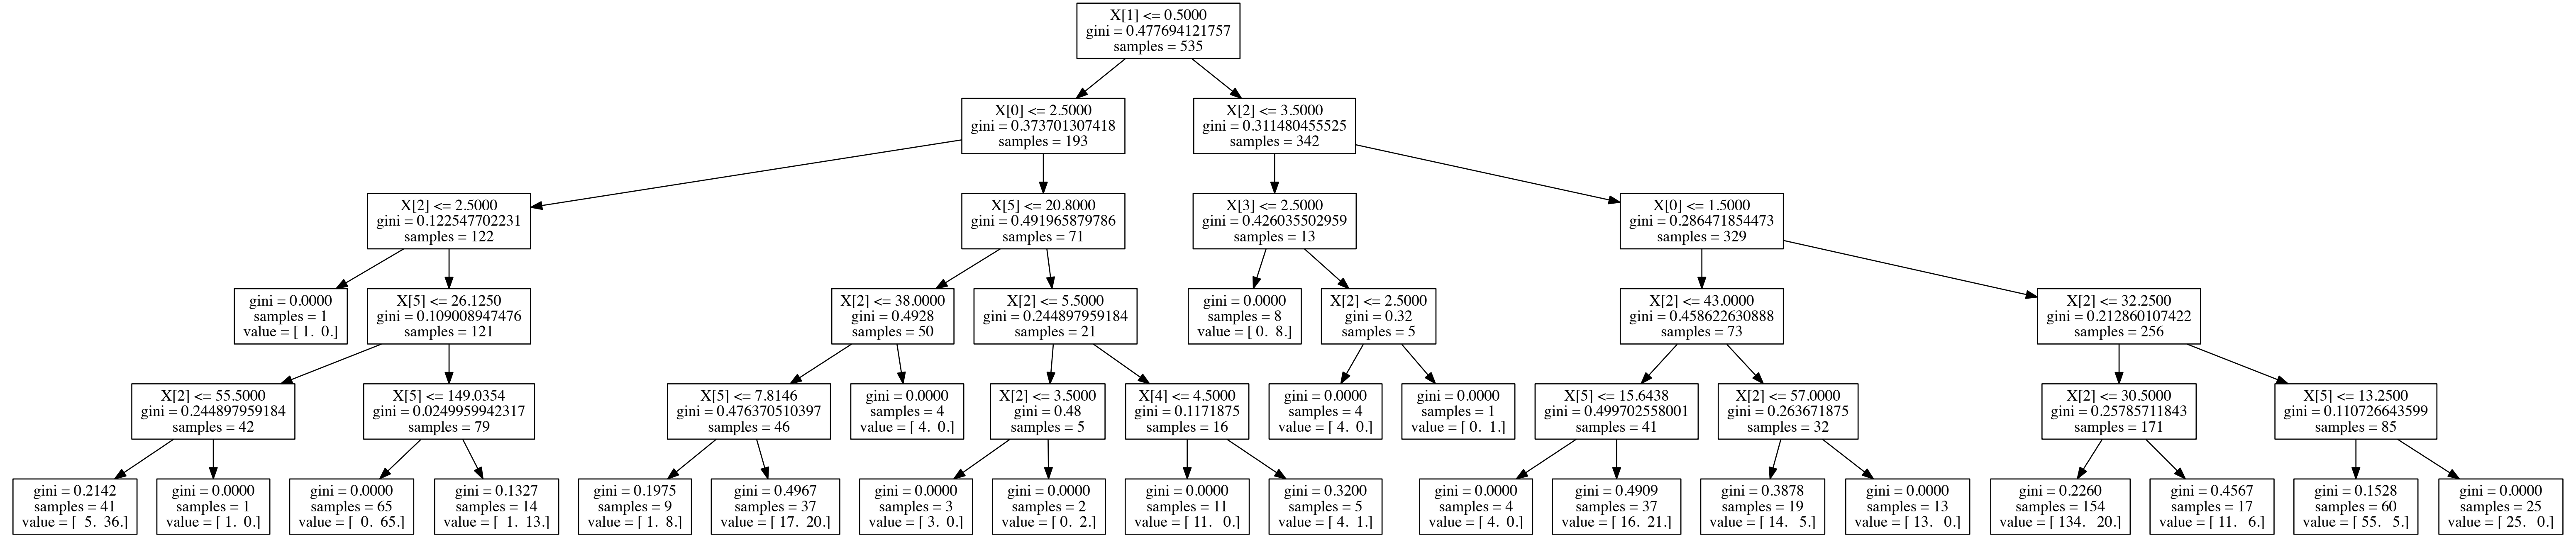 X[1] <= 0.5000
gini = 0.477694121757
samples = 535
X[0] <= 2.5000
gini = 0.373701307418
samples = 193
X[2] <= 3.5000
gini = 0.311480455525
samples = 342
X[2] <= 2.5000
gini = 0.122547702231
samples = 122
X[5] <= 20.8000
gini = 0.491965879786
samples = 71
X[3] <= 2.5000
gini = 0.426035502959
samples = 13
X[0] <= 1.5000
gini = 0.286471854473
samples = 329
gini = 0.0000
samples = 1
value = [ 1. 0.]
X[5] <= 26.1250
gini = 0.109008947476
samples = 121
X[2] <= 38.0000
gini = 0.4928
samples = 50
X[2] <= 5.5000
gini = 0.244897959184
samples = 21
gini = 0.0000
samples = 8
value = [ 0. 8.]
X[2] <= 2.5000
gini = 0.32
samples = 5
X[2] <= 43.0000
gini = 0.458622630888
samples = 73
X[2] <= 32.2500
gini = 0.212860107422
samples = 256
X[2] <= 55.5000
gini = 0.244897959184
samples = 42
X[5] <= 149.0354
gini = 0.0249959942317
samples = 79
X[5] <= 7.8146
gini = 0.476370510397
samples = 46
gini = 0.0000
samples = 4
value = [ 4. 0.]
X[2] <= 3.5000
gini = 0.48
samples = 5
X[4] <= 4.5000
gini = 0.1171875
samples = 16
gini = 0.0000
samples = 4
value = [ 4. 0.]
gini = 0.0000
samples = 1
value = [ 0. 1.]
X[5] <= 15.6438
gini = 0.499702558001
samples = 41
X[2] <= 57.0000
gini = 0.263671875
samples = 32
X[2] <= 30.5000
gini = 0.25785711843
samples = 171
X[5] <= 13.2500
gini = 0.110726643599
samples = 85
gini = 0.2142
samples = 41
value = [ 5. 36.]
gini = 0.0000
samples = 1
value = [ 1. 0.]
gini = 0.0000
samples = 65
value = [ 0. 65.]
gini = 0.1327
samples = 14
value = [ 1. 13.]
gini = 0.1975
samples = 9
value = [ 1. 8.]
gini = 0.4967
samples = 37
value = [ 17. 20.]
gini = 0.0000
samples = 3
value = [ 3. 0.]
gini = 0.0000
samples = 2
value = [ 0. 2.]
gini = 0.0000
samples = 11
value = [ 11. 0.]
gini = 0.3200
samples = 5
value = [ 4. 1.]
gini = 0.0000
samples = 4
value = [ 4. 0.]
gini = 0.4909
samples = 37
value = [ 16. 21.]
gini = 0.3878
samples = 19
value = [ 14. 5.]
gini = 0.0000
samples = 13
value = [ 13. 0.]
gini = 0.2260
samples = 154
value = [ 134. 20.]
gini = 0.4567
samples = 17
value = [ 11. 6.]
gini = 0.1528
samples = 60
value = [ 55. 5.]
gini = 0.0000
samples = 25
value = [ 25. 0.]